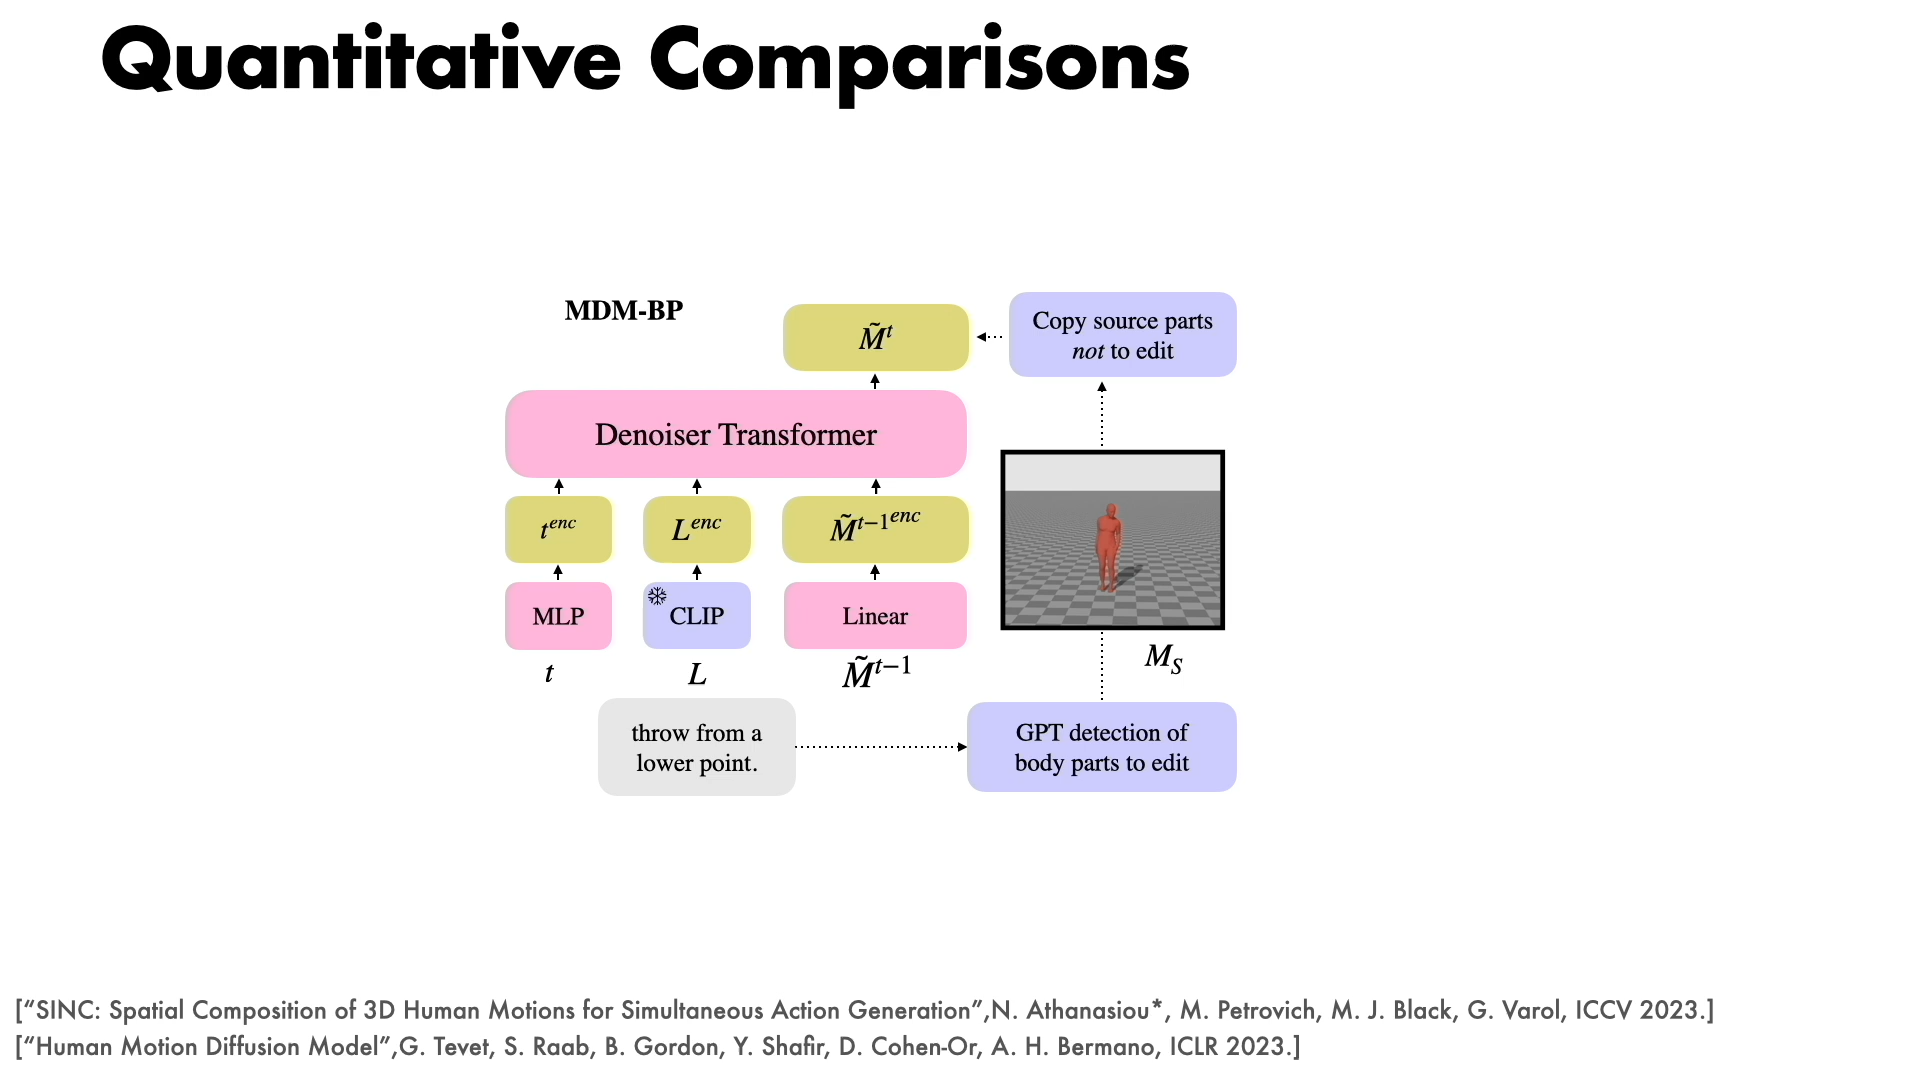 Quantitative Comparisons
MDM-BP
M̃ᵗ
Copy source parts
not to edit
Denoiser Transformer
tᵉⁿᶜ
Lᵉⁿᶜ
M̃ᵗ⁻¹ᵉⁿᶜ
MLP
CLIP
Linear
t
L
M̃ᵗ⁻¹
M_S
throw from a
lower point.
GPT detection of
body parts to edit
[“SINC: Spatial Composition of 3D Human Motions for Simultaneous Action Generation”,N. Athanasiou*, M. Petrovich, M. J. Black, G. Varol, ICCV 2023.]
[“Human Motion Diffusion Model”,G. Tevet, S. Raab, B. Gordon, Y. Shafir, D. Cohen-Or, A. H. Bermano, ICLR 2023.]